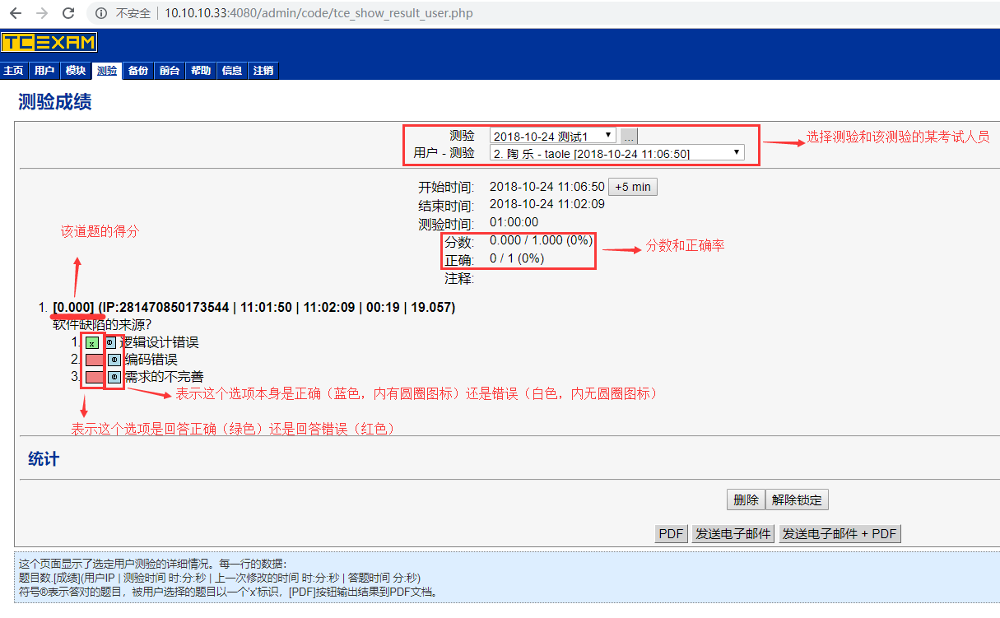 不安全 | 10.10.10.33:4080/admin/code/tce_show_result_user.php
TCEXAM
主页 用户 模块 测验 备份 前台 帮助 信息 注销
测验成绩
测验 2018-10-24 测试1 ...
选择测验和该测验的某考试人员
用户 - 测验 2. 陶 乐 - taole [2018-10-24 11:06:50]
开始时间: 2018-10-24 11:06:50 +5 min
结束时间: 2018-10-24 11:02:09
测验时间: 01:00:00
该道题的得分
分数: 0.000 / 1.000 (0%)
分数和正确率
正确: 0 / 1 (0%)
注释:
1. [0.000] (IP:281470850173544 | 11:01:50 | 11:02:09 | 00:19 | 19.057)
软件缺陷的来源?
1. x ® 逻辑设计错误
2. ® 编码错误
3. ® 需求的不完善
表示这个选项本身是正确（蓝色，内有圆圈图标）还是错误（白色，内无圆圈图标）
表示这个选项是回答正确（绿色）还是回答错误（红色）
统计
删除 解除锁定
PDF 发送电子邮件 发送电子邮件 + PDF
这个页面显示了选定用户测验的详细情况。每一行的数据：
题目数.[成绩](用户IP | 测验时间 时:分:秒 | 上一次修改的时间 时:分:秒 | 答题时间 分:秒)
符号®表示答对的题目，被用户选择的题目以一个'x'标识，[PDF]按钮输出结果到PDF文档。